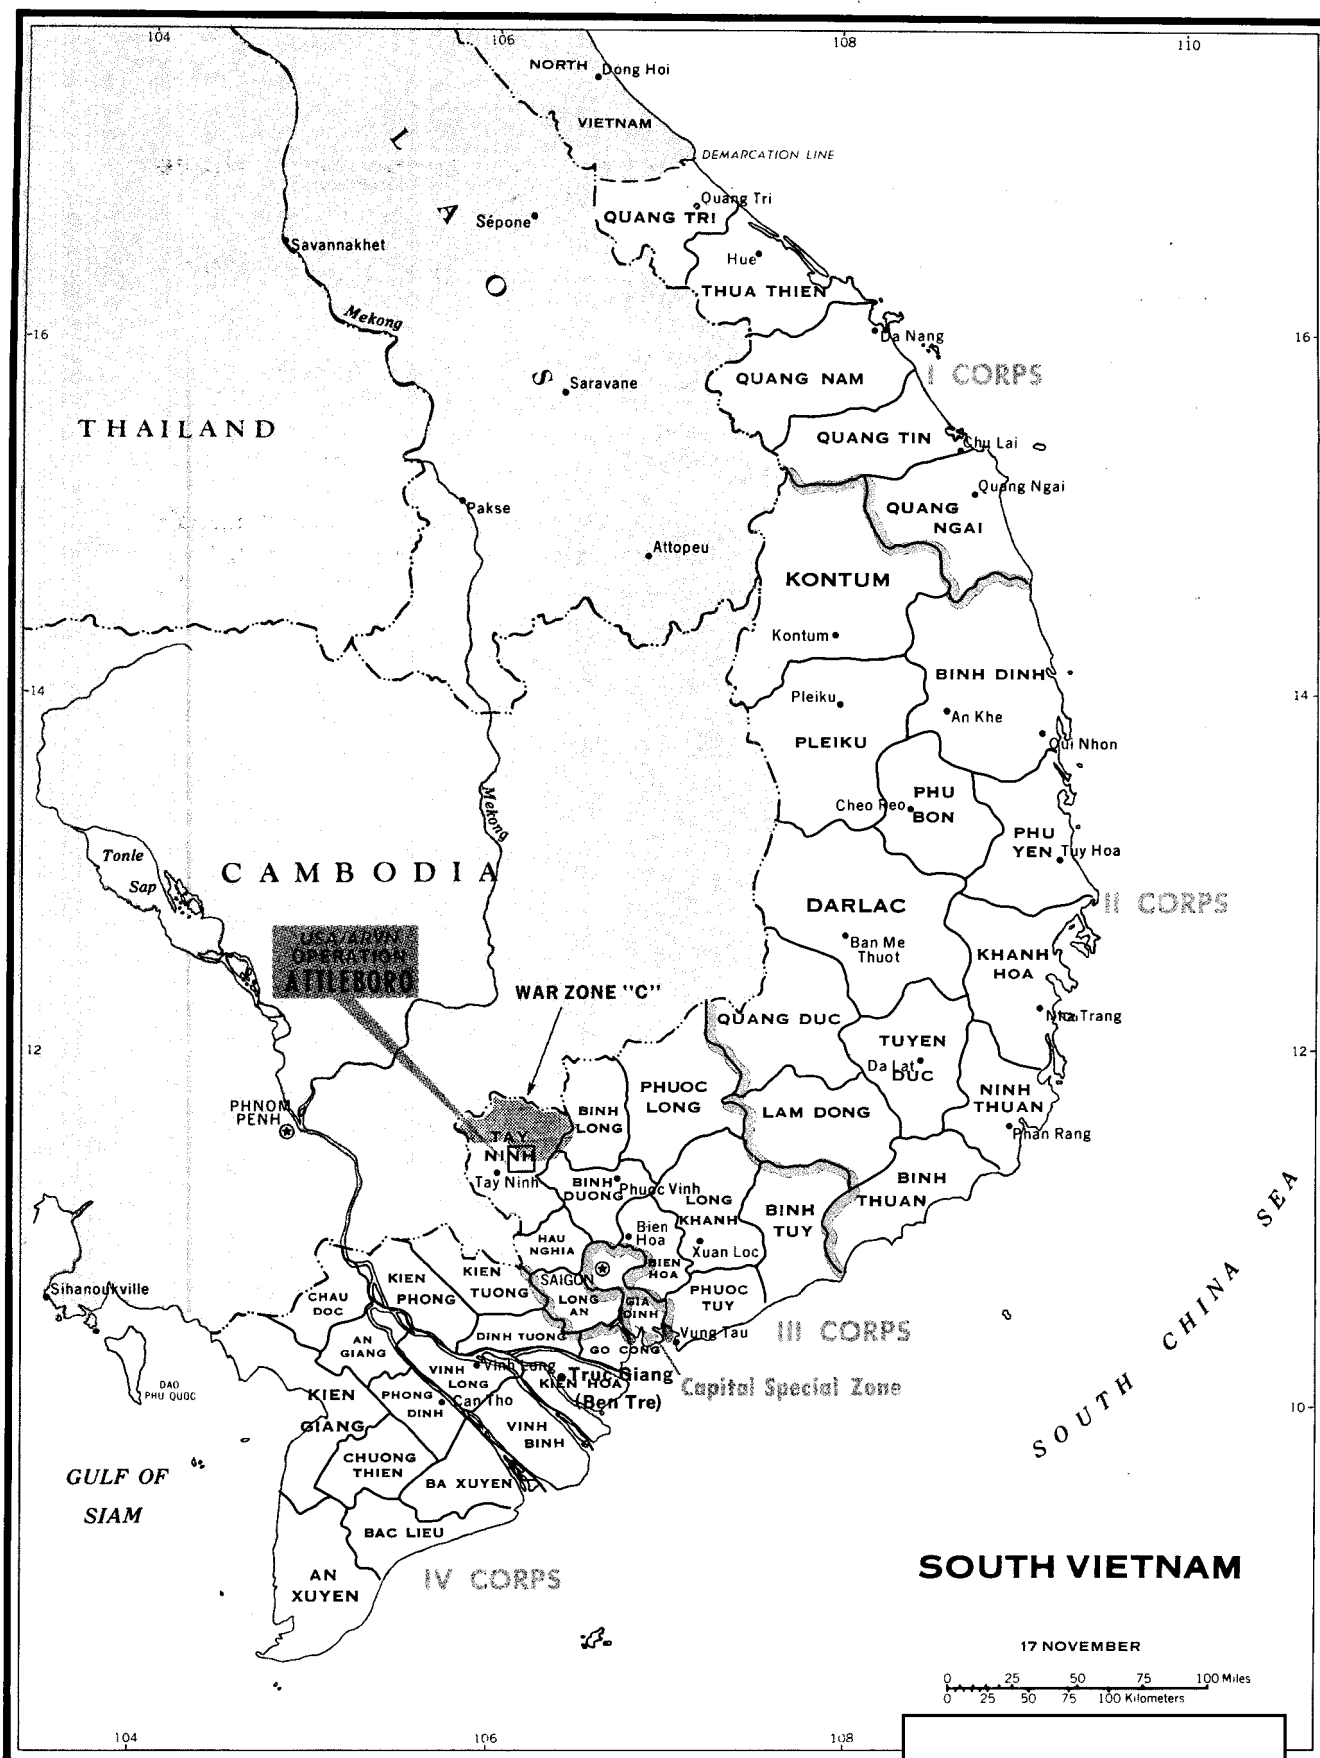 104
106
108
110
NORTH
Dong Hoi
VIETNAM
DEMARCATION LINE
L
A
O
S
Sépone
Quang Tri
QUANG TRI
Savannakhet
Hue
THUA THIEN
Mekong
16
16
Da Nang
Saravane
QUANG NAM
I CORPS
THAILAND
QUANG TIN
Chu Lai
Pakse
Quang Ngai
QUANG
NGAI
Attopeu
KONTUM
Kontum
BINH DINH
14
14
Pleiku
An Khe
PLEIKU
Qui Nhon
Mekong
PHU
BON
Cheo Reo
PHU
YEN
Tuy Hoa
Tonle
Sap
CAMBODIA
DARLAC
II CORPS
Ban Me
Thuot
KHANH
HOA
USA/ARVN
OPERATION
ATTLEBORO
WAR ZONE "C"
QUANG DUC
Nha Trang
12
12
TUYEN
DUC
Da Lat
PHUOC
LONG
NINH
THUAN
PHNOM
PENH
BINH
LONG
LAM DONG
Phan Rang
TAY
NINH
Tay Ninh
BINH
DUONG
Phuoc Vinh
LONG
KHANH
BINH
THUAN
BINH
TUY
HAU
NGHIA
Bien
Hoa
Xuan Loc
BIEN
HOA
SOUTH CHINA SEA
Sihanoukville
CHAU
DOC
KIEN
PHONG
KIEN
TUONG
SAIGON
LONG
AN
GIA
DINH
PHUOC
TUY
AN
GIANG
DINH TUONG
GO CONG
Vung Tau
III CORPS
DAO
PHU QUOC
VINH
LONG
Vinh Long
KIEN HOA
Truc Giang
(Ben Tre)
Capital Special Zone
KIEN
GIANG
PHONG
DINH
Can Tho
VINH
BINH
10
CHUONG
THIEN
BA XUYEN
GULF OF
SIAM
BAC LIEU
AN
XUYEN
IV CORPS
SOUTH VIETNAM
17 NOVEMBER
0 25 50 75 100 Miles
0 25 50 75 100 Kilometers
104
106
108